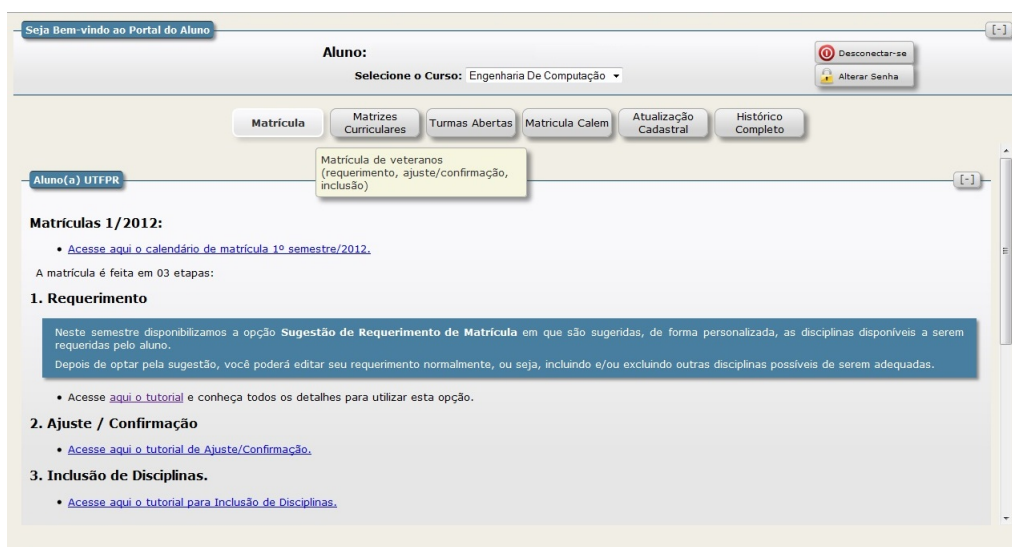 Seja Bem-vindo ao Portal do Aluno
[-]
Aluno:
Desconectar-se
Selecione o Curso: Engenharia De Computação
Alterar Senha
Matrícula
Matrizes
Curriculares
Turmas Abertas
Matricula Calem
Atualização
Cadastral
Histórico
Completo
Matrícula de veteranos
(requerimento, ajuste/confirmação,
inclusão)
Aluno(a) UTFPR
[-]
Matrículas 1/2012:
• Acesse aqui o calendário de matrícula 1º semestre/2012.
A matrícula é feita em 03 etapas:
1. Requerimento
Neste semestre disponibilizamos a opção Sugestão de Requerimento de Matrícula em que são sugeridas, de forma personalizada, as disciplinas disponíveis a serem
requeridas pelo aluno.
Depois de optar pela sugestão, você poderá editar seu requerimento normalmente, ou seja, incluindo e/ou excluindo outras disciplinas possíveis de serem adequadas.
• Acesse aqui o tutorial e conheça todos os detalhes para utilizar esta opção.
2. Ajuste / Confirmação
• Acesse aqui o tutorial de Ajuste/Confirmação.
3. Inclusão de Disciplinas.
• Acesse aqui o tutorial para Inclusão de Disciplinas.